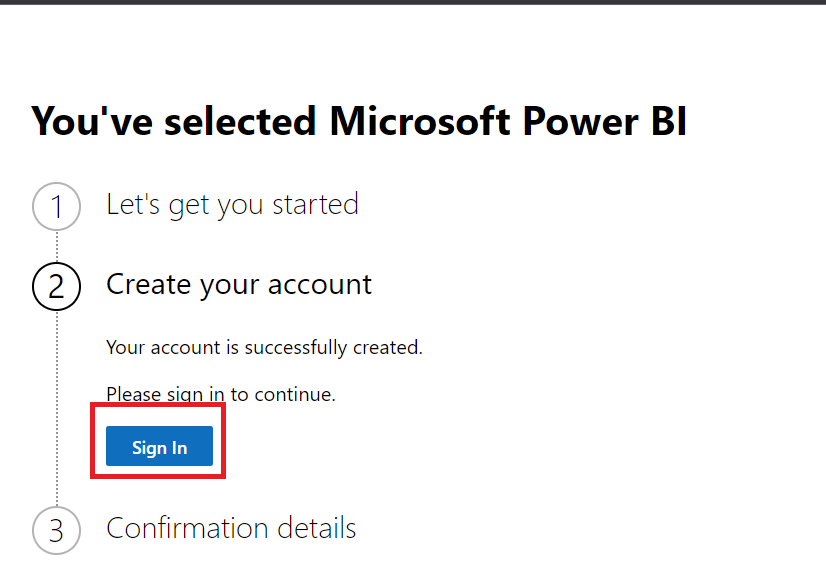 You've selected Microsoft Power BI
1
Let's get you started
2
Create your account
Your account is successfully created.
Please sign in to continue.
Sign In
3
Confirmation details